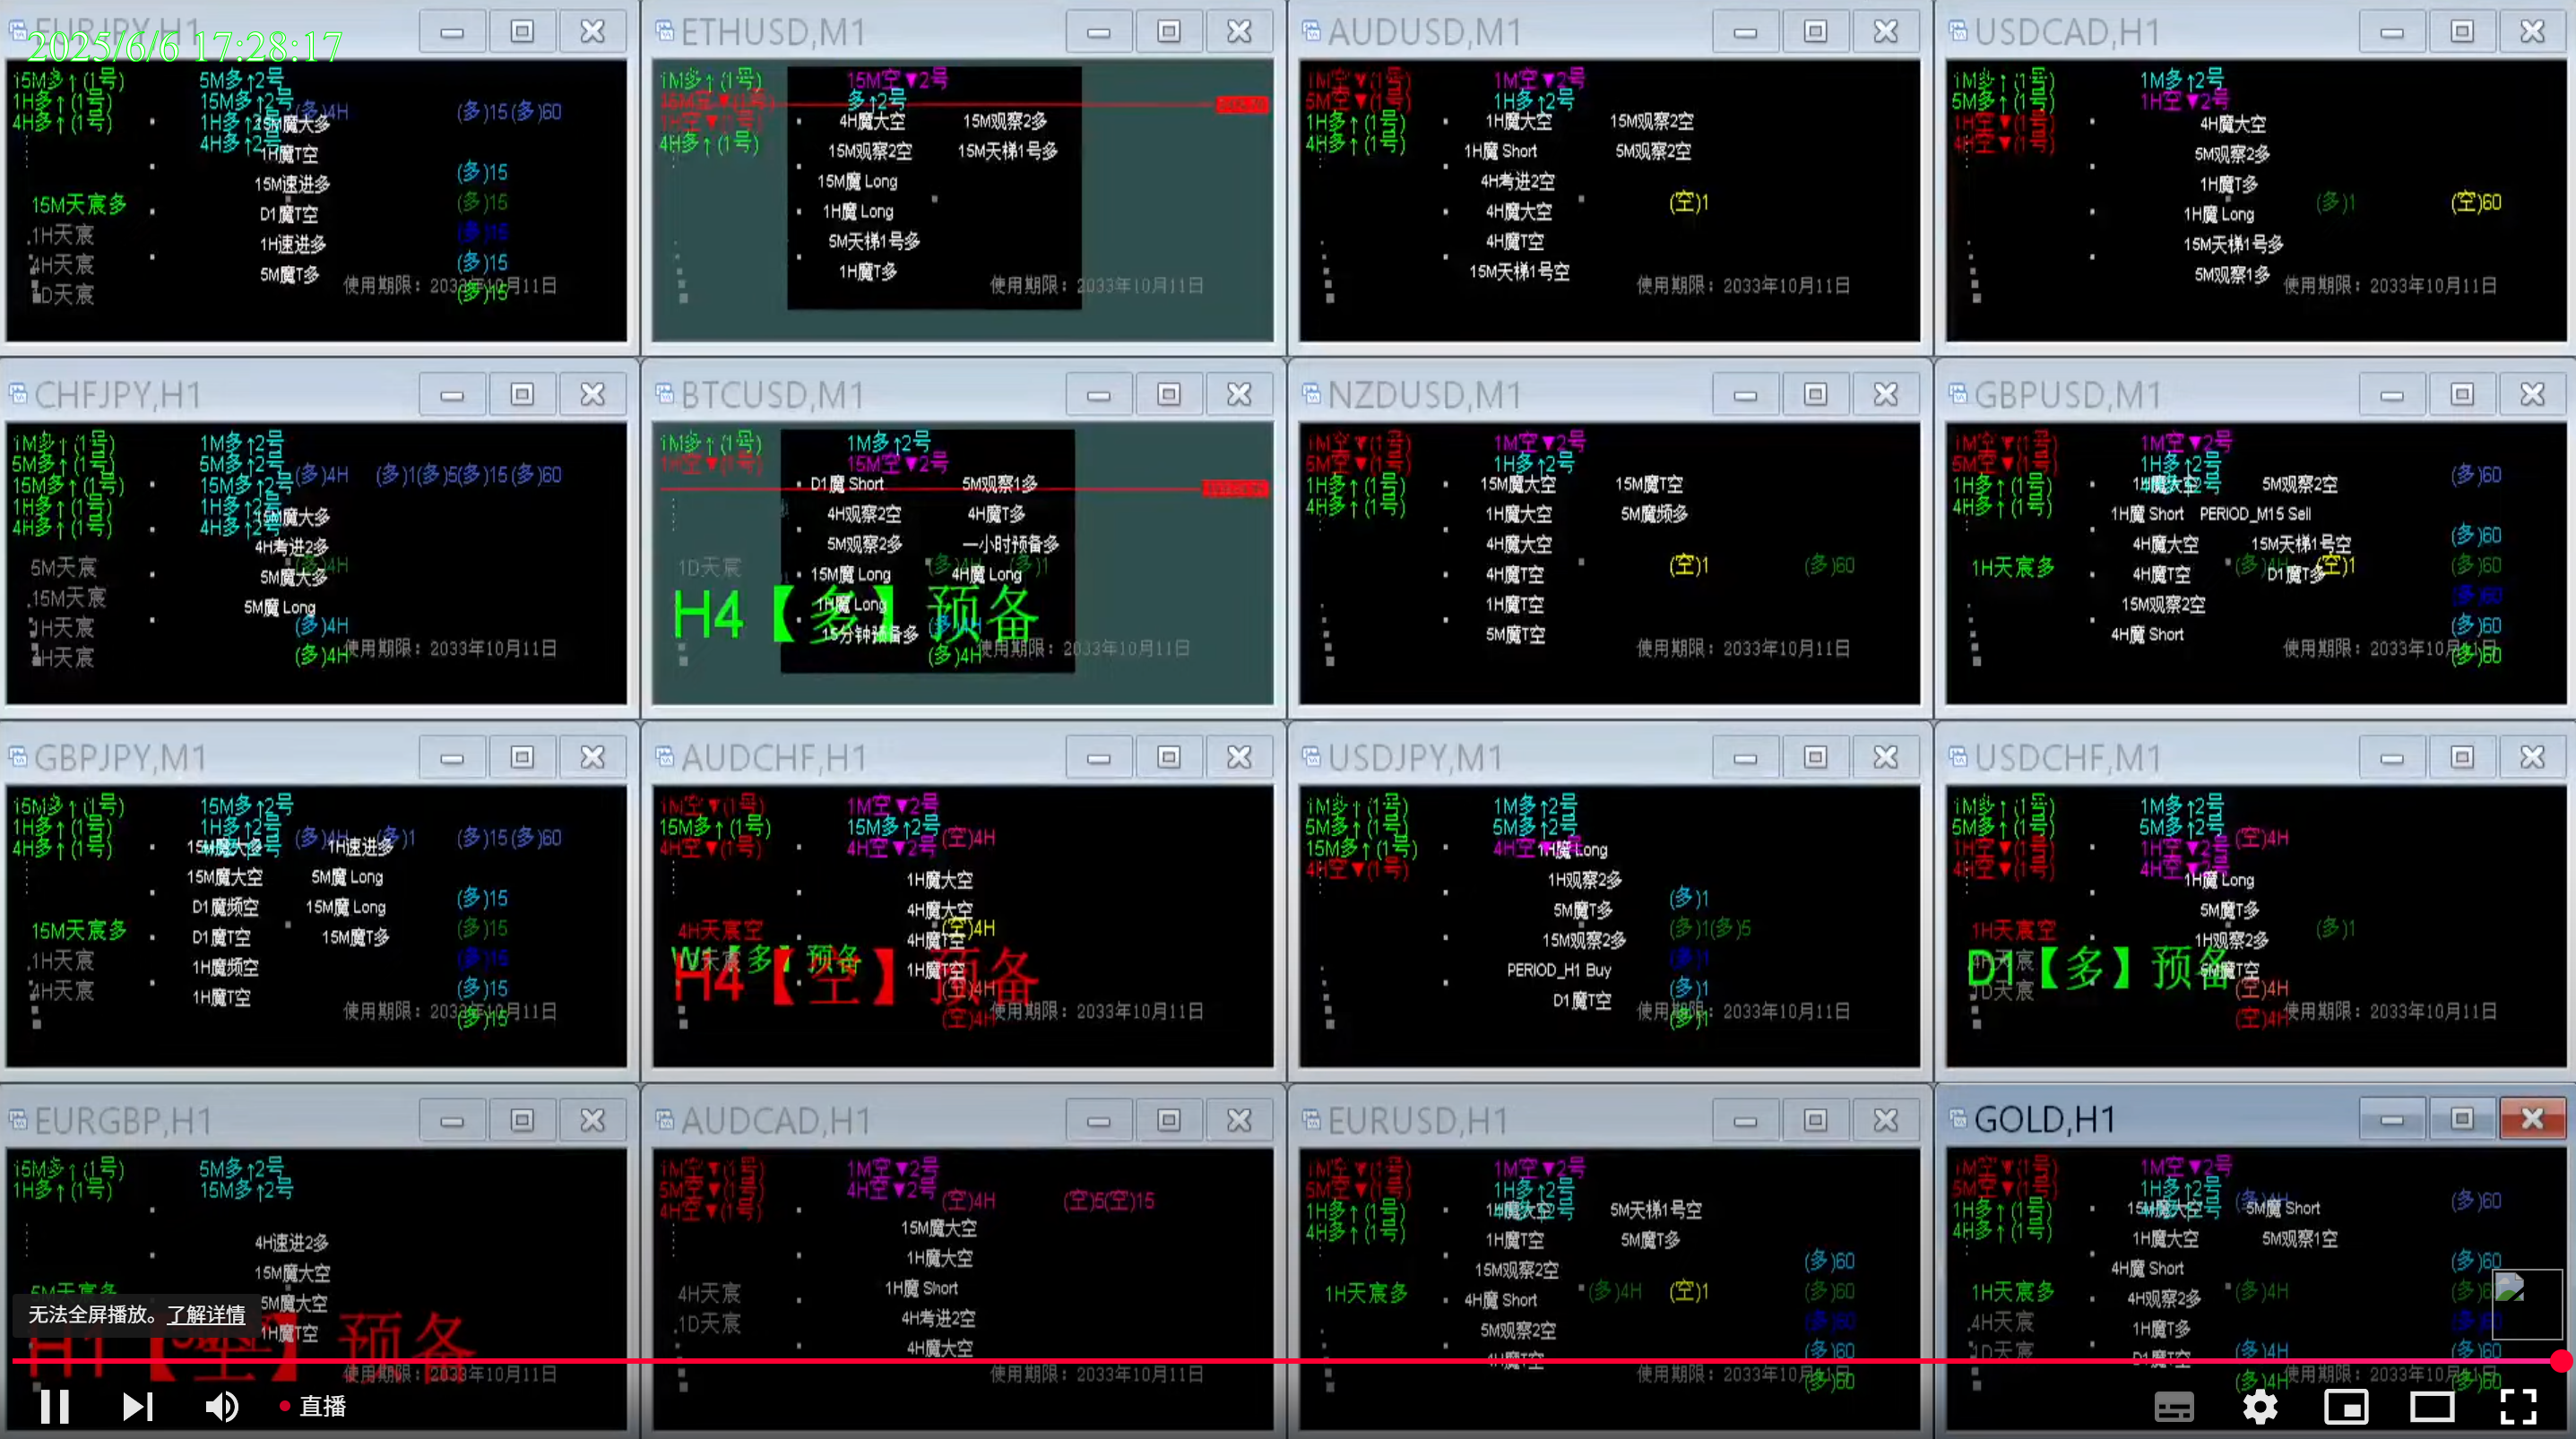 EURJPY,H1
2025/6/6 17:28:17
15M多↑(1号) 5M多↑2号
1H多↑(1号) 15M多↑2号 (多)4H (多)15(多)60
4H多↑(1号) 1H多↑2号 15M魔大多
4H多↑2号
1H魔T空
(多)15
15M速进多
15M天宸多 (多)15
D1魔T空
1H天宸 1H速进多 (多)15
4H天宸 5M魔T多 (多)15
使用期限：2033年10月11日
D天宸 (多)15
ETHUSD,M1
1M多↑(1号) 15M空▼2号
15M空▼(1号) 多↑2号
1H空▼(1号) 4H魔大空 15M观察2多
4H多↑(1号) 15M观察2空 15M天梯1号多
15M魔 Long
1H魔 Long
5M天梯1号多
1H魔T多
使用期限：2033年10月11日
AUDUSD,M1
1M空▼(1号) 1M空▼2号
5M空▼(1号) 1H多↑2号
1H多↑(1号) 1H魔大空 15M观察2空
4H多↑(1号) 1H魔 Short 5M观察2空
4H考进2空
4H魔大空 (空)1
4H魔T空
15M天梯1号空
使用期限：2033年10月11日
USDCAD,H1
1M多↑(1号) 1M多↑2号
5M多↑(1号) 1H空▼2号
1H空▼(1号) 4H魔大空
4H空▼(1号) 5M观察2多
1H魔T多
1H魔 Long (多)1 (空)60
15M天梯1号多
5M观察1多
使用期限：2033年10月11日
CHFJPY,H1
1M多↑(1号) 1M多↑2号
5M多↑(1号) 5M多↑2号 (多)4H (多)1(多)5(多)15(多)60
15M多↑(1号) 15M多↑2号
1H多↑(1号) 1H多↑2号 15M魔大多
4H多↑(1号) 4H多↑2号
4H考进2多
5M天宸 (多)4H
5M魔大多
15M天宸 5M魔 Long
1H天宸 (多)4H
4H天宸 (多)4H
使用期限：2033年10月11日
BTCUSD,M1
1M多↑(1号) 1M多↑2号
1H空▼(1号) 15M空▼2号
D1魔 Short 5M观察1多
4H观察2空 4H魔T多
5M观察2多 一小时预备多
1D天宸 (多)4H (多)1
15M魔 Long 4H魔 Long
1H魔 Long
H4【多】预备
15分钟预备多
(多)4H
使用期限：2033年10月11日
NZDUSD,M1
1M空▼(1号) 1M空▼2号
5M空▼(1号) 1H多↑2号
1H多↑(1号) 15M魔大空 15M魔T空
4H多↑(1号) 1H魔大空 5M魔频多
4H魔大空
4H魔T空 (空)1 (多)60
1H魔T空
5M魔T空
使用期限：2033年10月11日
GBPUSD,M1
1M空▼(1号) 1M空▼2号
5M空▼(1号) 1H多↑2号 (多)60
1H多↑(1号) 1H魔大空 5M观察2空
4H多↑(1号) 1H魔 Short PERIOD_M15 Sell
4H魔大空 15M天梯1号空 (多)60
1H天宸多 (多)4H (空)1 (多)60
4H魔T空 D1魔T多
15M观察2空 (多)60
4H魔 Short (多)60
使用期限：2033年10月11日
(多)60
GBPJPY,M1
15M多↑(1号) 15M多↑2号
1H多↑(1号) 1H多↑2号 (多)4H (多)1 (多)15(多)60
4H多↑(1号) 15M魔大多 1H速进多
15M魔大空 5M魔 Long
D1魔频空 15M魔 Long (多)15
15M天宸多 D1魔T空 15M魔T多 (多)15
1H天宸 1H魔频空 (多)15
4H天宸 1H魔T空 (多)15
使用期限：2033年10月11日
(多)15
AUDCHF,H1
1M空▼(1号) 1M空▼2号
15M多↑(1号) 15M多↑2号 (空)4H
4H空▼(1号) 4H空▼2号
1H魔大空
4H魔大空
4H天宸空 (空)4H
4H魔T空
1H魔T空
H4【空】预备
(空)4H
使用期限：2033年10月11日
(空)4H
USDJPY,M1
1M多↑(1号) 1M多↑2号
5M多↑(1号) 5M多↑2号
15M多↑(1号) 4H空▼ 1H魔 Long
4H空▼(1号) 1H观察2多
5M魔T多 (多)1
15M观察2多 (多)1(多)5
PERIOD_H1 Buy (多)1
D1魔T空 (多)1
使用期限：2033年10月11日
(多)1
USDCHF,M1
1M多↑(1号) 1M多↑2号
5M多↑(1号) 5M多↑2号 (空)4H
1H空▼(1号) 1H空▼2号
4H空▼(1号) 4H空▼2号
1H魔 Long
5M魔T多
1H天宸空 1H观察2多 (多)1
4H天宸
D1【多】预备
5M魔T空
D天宸 (空)4H
使用期限：2033年10月11日
(空)4H
EURGBP,H1
15M多↑(1号) 5M多↑2号
1H多↑(1号) 15M多↑2号
4H速进2多
15M魔大空
5M天宸多
5M魔大空
1H魔T空
H1【空】预备
使用期限：2033年10月11日
AUDCAD,H1
1M空▼(1号) 1M空▼2号
5M空▼(1号) 4H空▼2号 (空)4H (空)5(空)15
4H空▼(1号)
15M魔大空
1H魔大空
4H天宸 1H魔 Short
1D天宸 4H考进2空
4H魔大空
使用期限：2033年10月11日
EURUSD,H1
1M空▼(1号) 1M空▼2号
5M空▼(1号) 1H多↑2号
1H多↑(1号) 1H魔大空 5M天梯1号空
4H多↑(1号) 1H魔T空 5M魔T多
15M观察2空 (多)60
1H天宸多 4H魔 Short (多)4H (空)1 (多)60
5M观察2空 (多)60
4H魔T空 (多)60
使用期限：2033年10月11日
(多)60
GOLD,H1
1M空▼(1号) 1M空▼2号
5M空▼(1号) 1H多↑2号 (多)4H (多)60
1H多↑(1号) 15M魔大空 5M魔 Short
4H多↑(1号) 1H魔大空 5M观察1空
4H魔 Short (多)60
1H天宸多 4H观察2多 (多)4H
4H天宸 1H魔T多
1D天宸 D1魔T空 (多)4H (多)60
使用期限：2033年10月11日
(多)4H (多)60
无法全屏播放。了解详情
直播